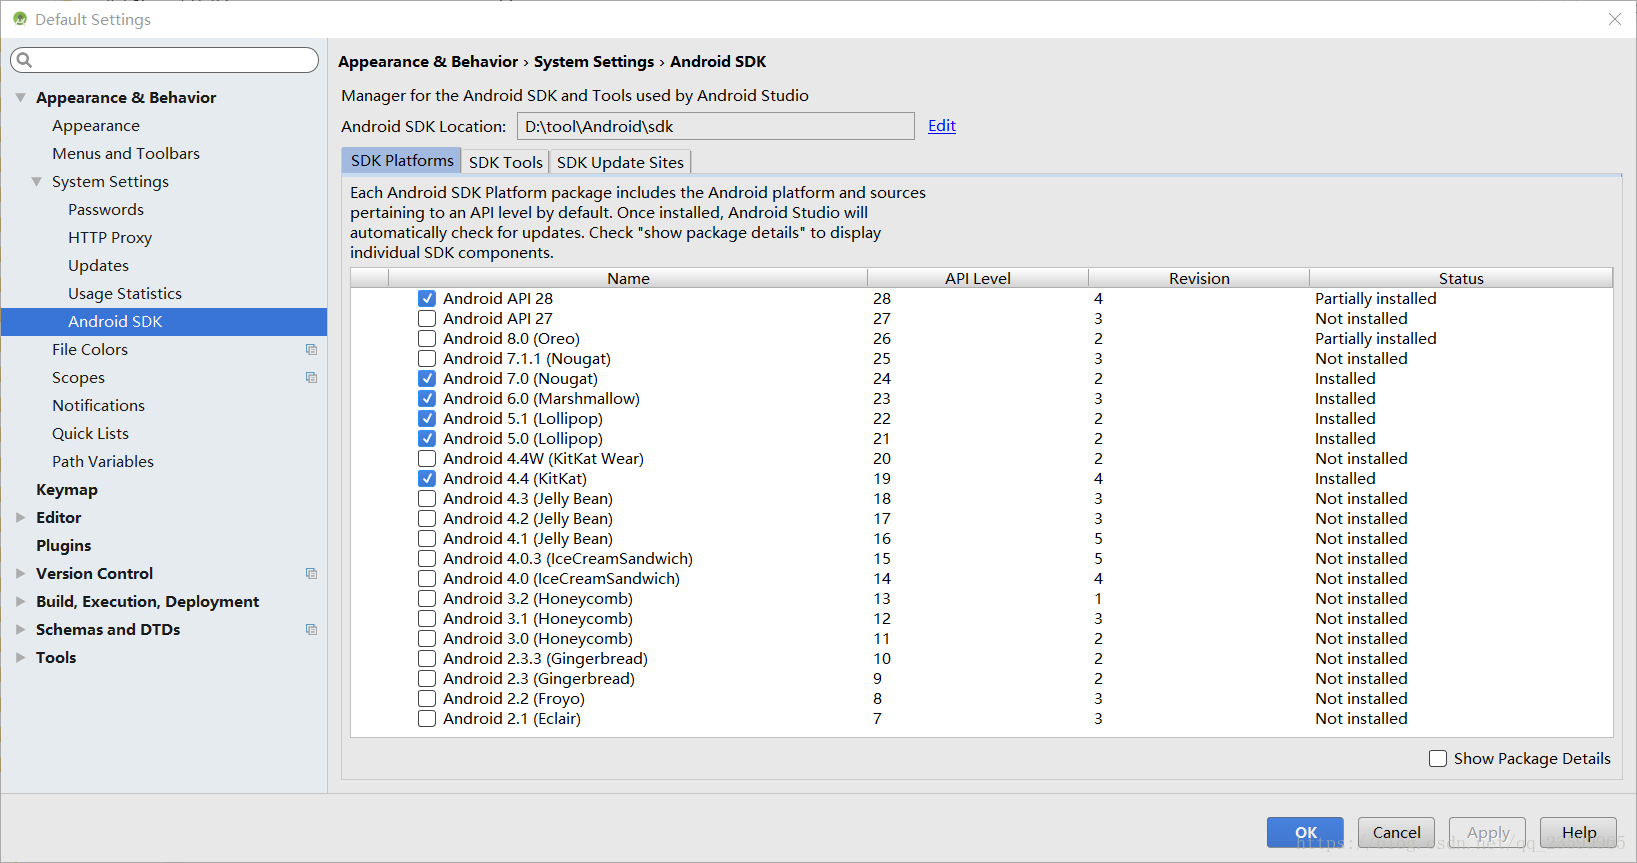 Default Settings
Appearance & Behavior
Appearance
Menus and Toolbars
System Settings
Passwords
HTTP Proxy
Updates
Usage Statistics
Android SDK
File Colors
Scopes
Notifications
Quick Lists
Path Variables
Keymap
Editor
Plugins
Version Control
Build, Execution, Deployment
Schemas and DTDs
Tools
Appearance & Behavior › System Settings › Android SDK
Manager for the Android SDK and Tools used by Android Studio
Android SDK Location: D:\tool\Android\sdk Edit
SDK Platforms SDK Tools SDK Update Sites
Each Android SDK Platform package includes the Android platform and sources
pertaining to an API level by default. Once installed, Android Studio will
automatically check for updates. Check "show package details" to display
individual SDK components.
Name API Level Revision Status
Android API 28 28 4 Partially installed
Android API 27 27 3 Not installed
Android 8.0 (Oreo) 26 2 Partially installed
Android 7.1.1 (Nougat) 25 3 Not installed
Android 7.0 (Nougat) 24 2 Installed
Android 6.0 (Marshmallow) 23 3 Installed
Android 5.1 (Lollipop) 22 2 Installed
Android 5.0 (Lollipop) 21 2 Installed
Android 4.4W (KitKat Wear) 20 2 Not installed
Android 4.4 (KitKat) 19 4 Installed
Android 4.3 (Jelly Bean) 18 3 Not installed
Android 4.2 (Jelly Bean) 17 3 Not installed
Android 4.1 (Jelly Bean) 16 5 Not installed
Android 4.0.3 (IceCreamSandwich) 15 5 Not installed
Android 4.0 (IceCreamSandwich) 14 4 Not installed
Android 3.2 (Honeycomb) 13 1 Not installed
Android 3.1 (Honeycomb) 12 3 Not installed
Android 3.0 (Honeycomb) 11 2 Not installed
Android 2.3.3 (Gingerbread) 10 2 Not installed
Android 2.3 (Gingerbread) 9 2 Not installed
Android 2.2 (Froyo) 8 3 Not installed
Android 2.1 (Eclair) 7 3 Not installed
Show Package Details
OK Cancel Apply Help